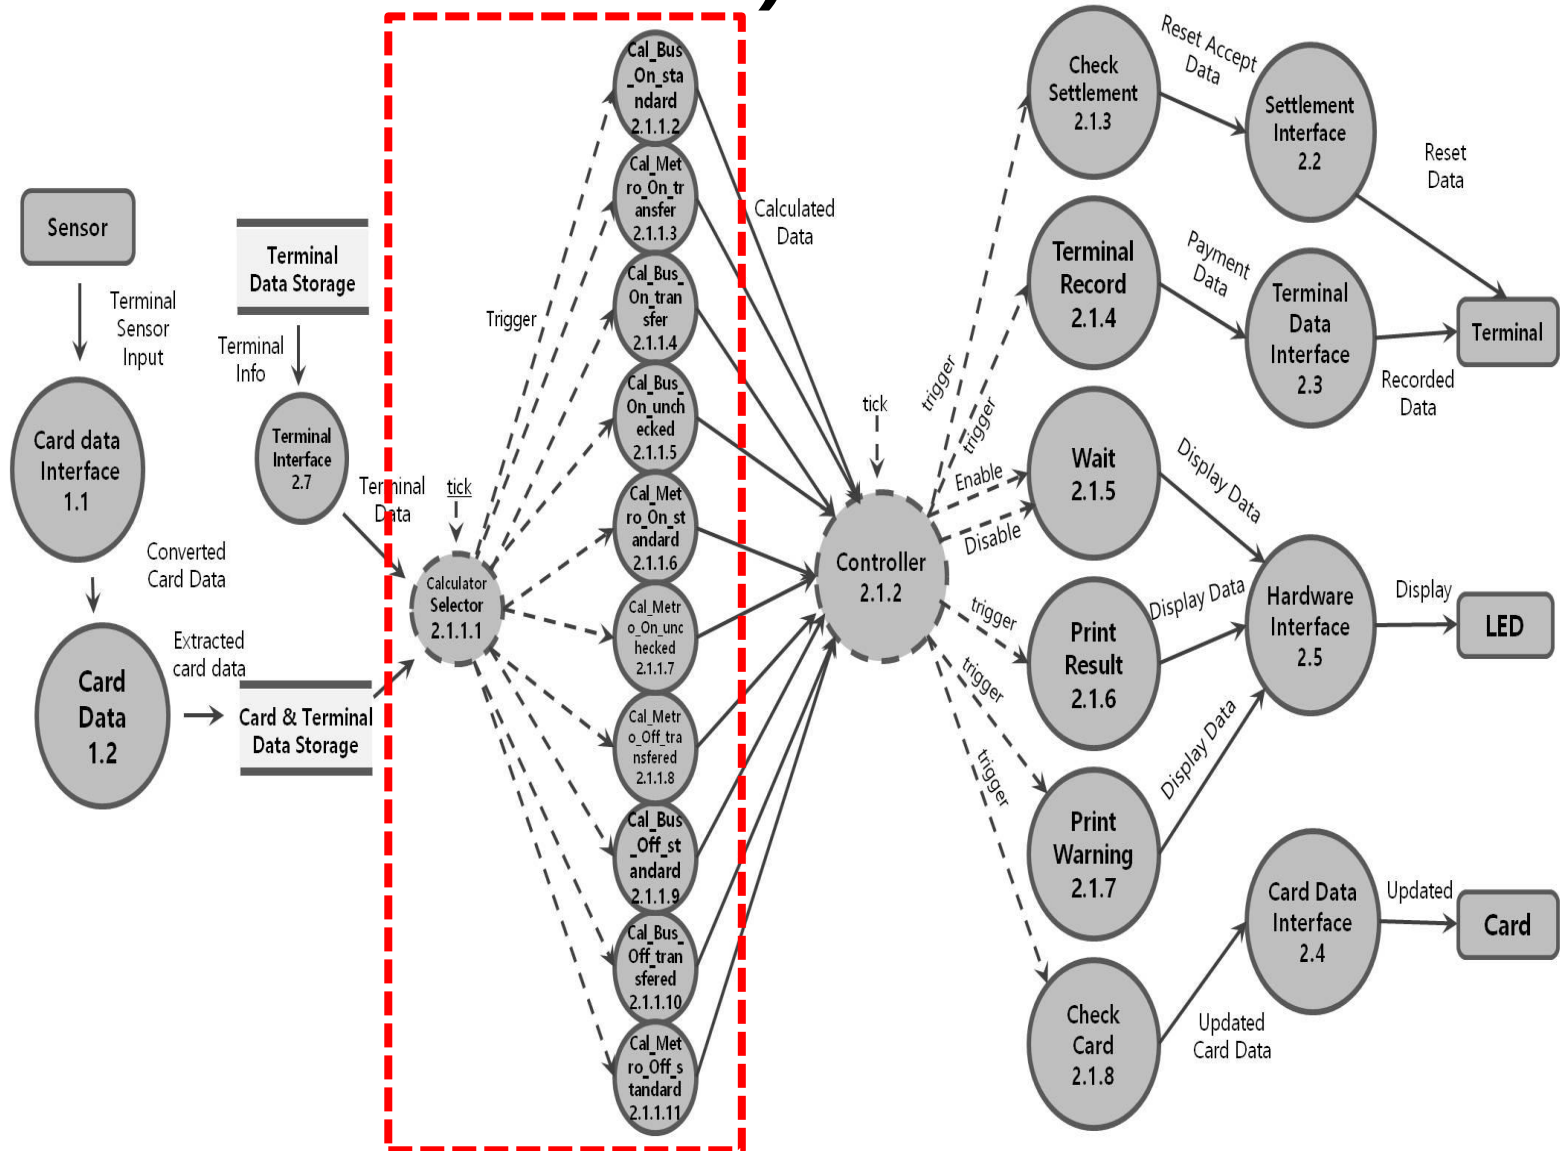 Sensor
Terminal
Sensor
Input
Card data
Interface
1.1
Converted
Card Data
Card
Data
1.2
Extracted
card data
Terminal
Data Storage
Terminal
Info
Terminal
Interface
2.7
Terminal
Data
Card & Terminal
Data Storage
tick
Calculator
Selector
2.1.1.1
Trigger
Cal_Bus
_On_sta
ndard
2.1.1.2
Cal_Met
ro_On_tr
ansfer
2.1.1.3
Cal_Bus_
On_tran
sfer
2.1.1.4
Cal_Bus_
On_unch
ecked
2.1.1.5
Cal_Met
ro_On_st
andard
2.1.1.6
Cal_Metr
o_On_unc
hecked
2.1.1.7
Cal_Metr
o_Off_tra
nsfered
2.1.1.8
Cal_Bus
_Off_st
andard
2.1.1.9
Cal_Bus_
Off_tran
sfered
2.1.1.10
Cal_Met
ro_Off_s
tandard
2.1.1.11
Calculated
Data
tick
Controller
2.1.2
trigger
trigger
Enable
Disable
trigger
trigger
trigger
Check
Settlement
2.1.3
Terminal
Record
2.1.4
Wait
2.1.5
Print
Result
2.1.6
Print
Warning
2.1.7
Check
Card
2.1.8
Reset Accept
Data
Payment
Data
Display Data
Display Data
Display Data
Updated
Card Data
Settlement
Interface
2.2
Terminal
Data
Interface
2.3
Hardware
Interface
2.5
Card Data
Interface
2.4
Reset
Data
Recorded
Data
Display
Updated
Terminal
LED
Card